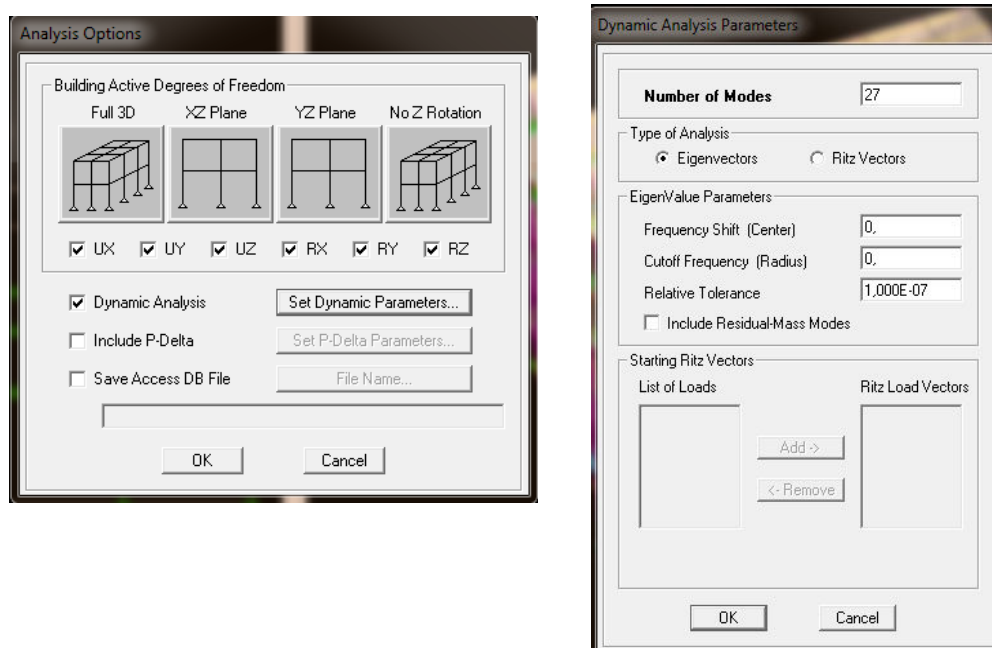 Analysis Options
Building Active Degrees of Freedom
Full 3D XZ Plane YZ Plane No Z Rotation
UX UY UZ RX RY RZ
Dynamic Analysis Set Dynamic Parameters...
Include P-Delta Set P-Delta Parameters...
Save Access DB File File Name...
OK Cancel
Dynamic Analysis Parameters
Number of Modes 27
Type of Analysis
Eigenvectors Ritz Vectors
EigenValue Parameters
Frequency Shift (Center) 0,
Cutoff Frequency (Radius) 0,
Relative Tolerance 1,000E-07
Include Residual-Mass Modes
Starting Ritz Vectors
List of Loads Ritz Load Vectors
Add ->
<- Remove
OK Cancel